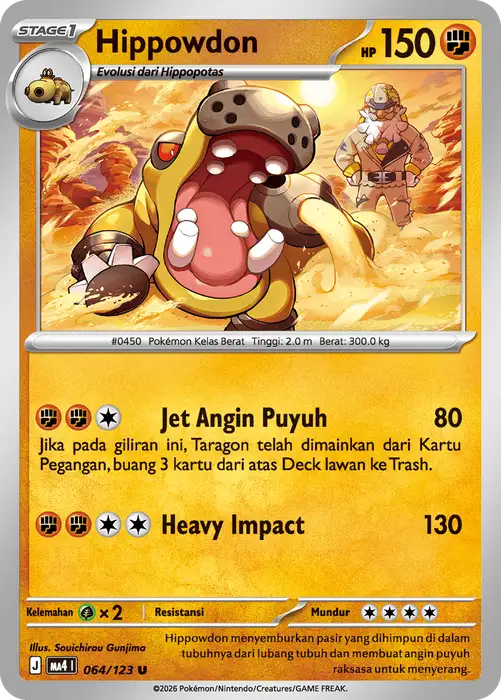 STAGE1 Hippowdon HP 150
Evolusi dari Hippopotas
#0450 Pokémon Kelas Berat Tinggi: 2.0 m Berat: 300.0 kg
Jet Angin Puyuh 80
Jika pada giliran ini, Taragon telah dimainkan dari Kartu
Pegangan, buang 3 kartu dari atas Deck lawan ke Trash.
Heavy Impact 130
Kelemahan ×2 Resistansi Mundur
Illus. Souichirou Gunjima
J MA4 I 064/123 U
Hippowdon menyemburkan pasir yang dihimpun di dalam
tubuhnya dari lubang tubuh dan membuat angin puyuh
raksasa untuk menyerang.
©2026 Pokémon/Nintendo/Creatures/GAME FREAK.